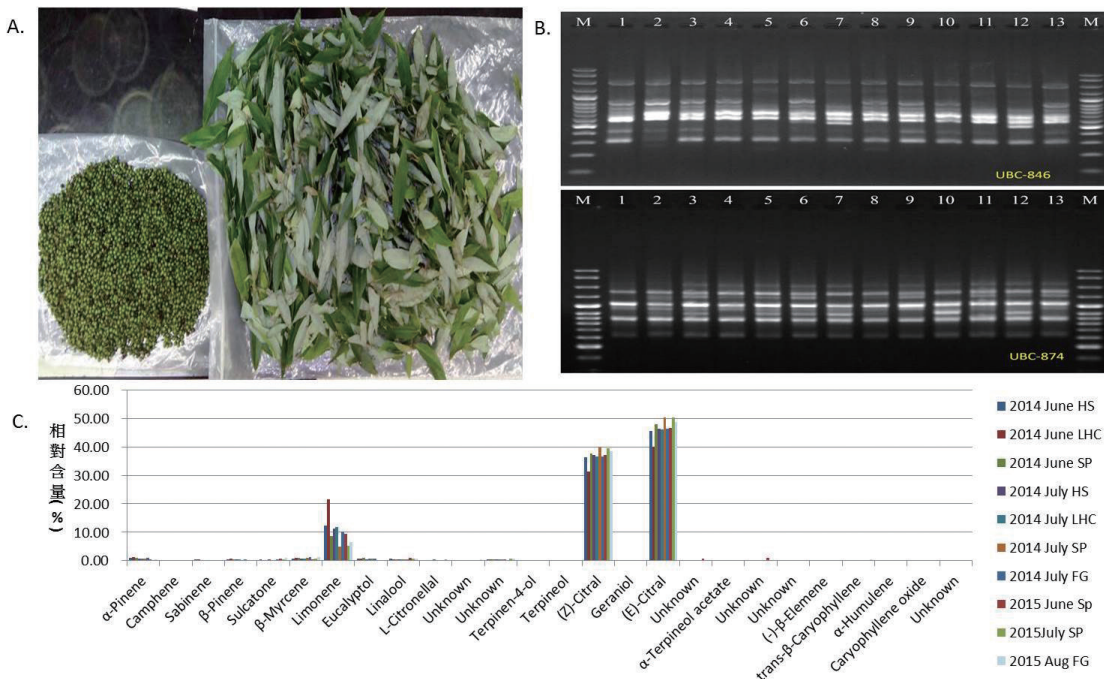 A.
B.
M 1 2 3 4 5 6 7 8 9 10 11 12 13 M
UBC-846
M 1 2 3 4 5 6 7 8 9 10 11 12 13 M
UBC-874
C.
相對含量(%)
60.00
50.00
40.00
30.00
20.00
10.00
0.00
α-Pinene
Camphene
Sabinene
β-Pinene
Sulcatone
β-Myrcene
Limonene
Eucalyptol
Linalool
L-Citronellal
Unknown
Unknown
Terpinen-4-ol
Terpineol
(Z)-Citral
Geraniol
(E)-Citral
Unknown
α-Terpineol acetate
Unknown
Unknown
(-)-β-Elemene
trans-β-Caryophyllene
α-Humulene
Caryophyllene oxide
Unknown
2014 June HS
2014 June LHC
2014 June SP
2014 July HS
2014 July LHC
2014 July SP
2014 July FG
2015 June Sp
2015July SP
2015 Aug FG